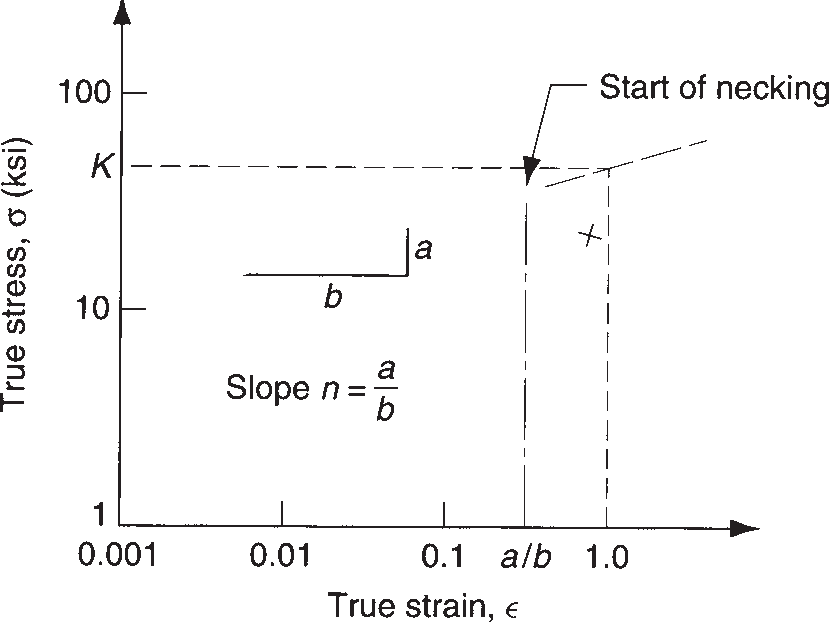 100
Start of necking
K
a
b
10
Slope n = a/b
1
0.001 0.01 0.1 a/b 1.0
True strain, ϵ
True stress, σ (ksi)